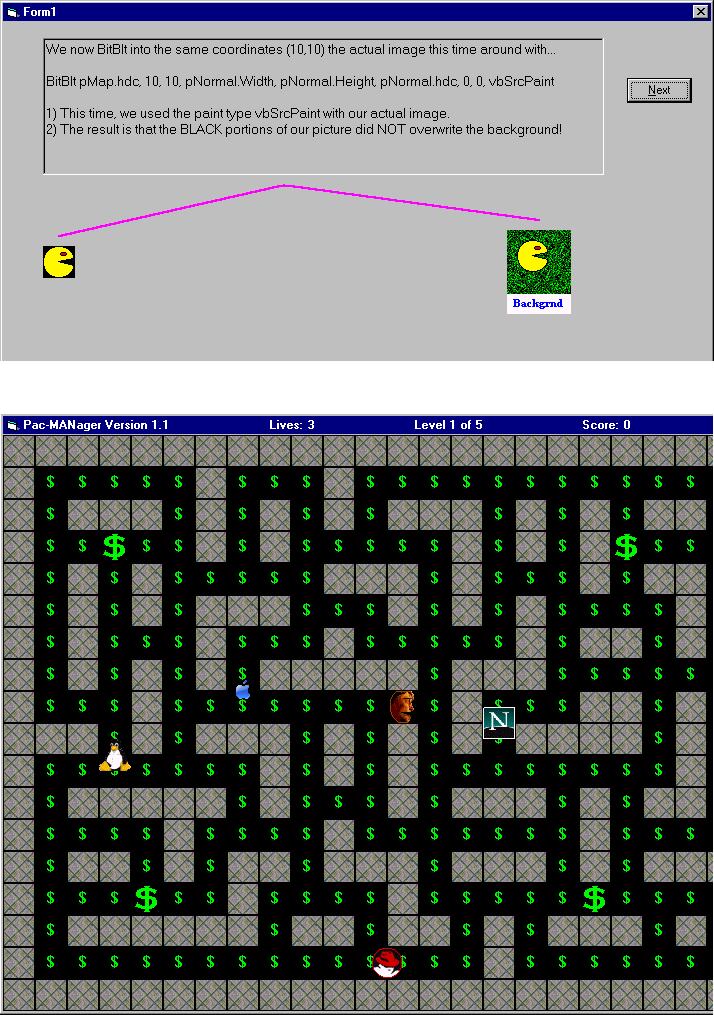 Form1
We now BitBlt into the same coordinates (10,10) the actual image this time around with...
BitBlt pMap.hdc, 10, 10, pNormal.Width, pNormal.Height, pNormal.hdc, 0, 0, vbSrcPaint
1) This time, we used the paint type vbSrcPaint with our actual image.
2) The result is that the BLACK portions of our picture did NOT overwrite the background!
Next
Backgrnd
Pac-MANager Version 1.1 Lives: 3 Level 1 of 5 Score: 0
N